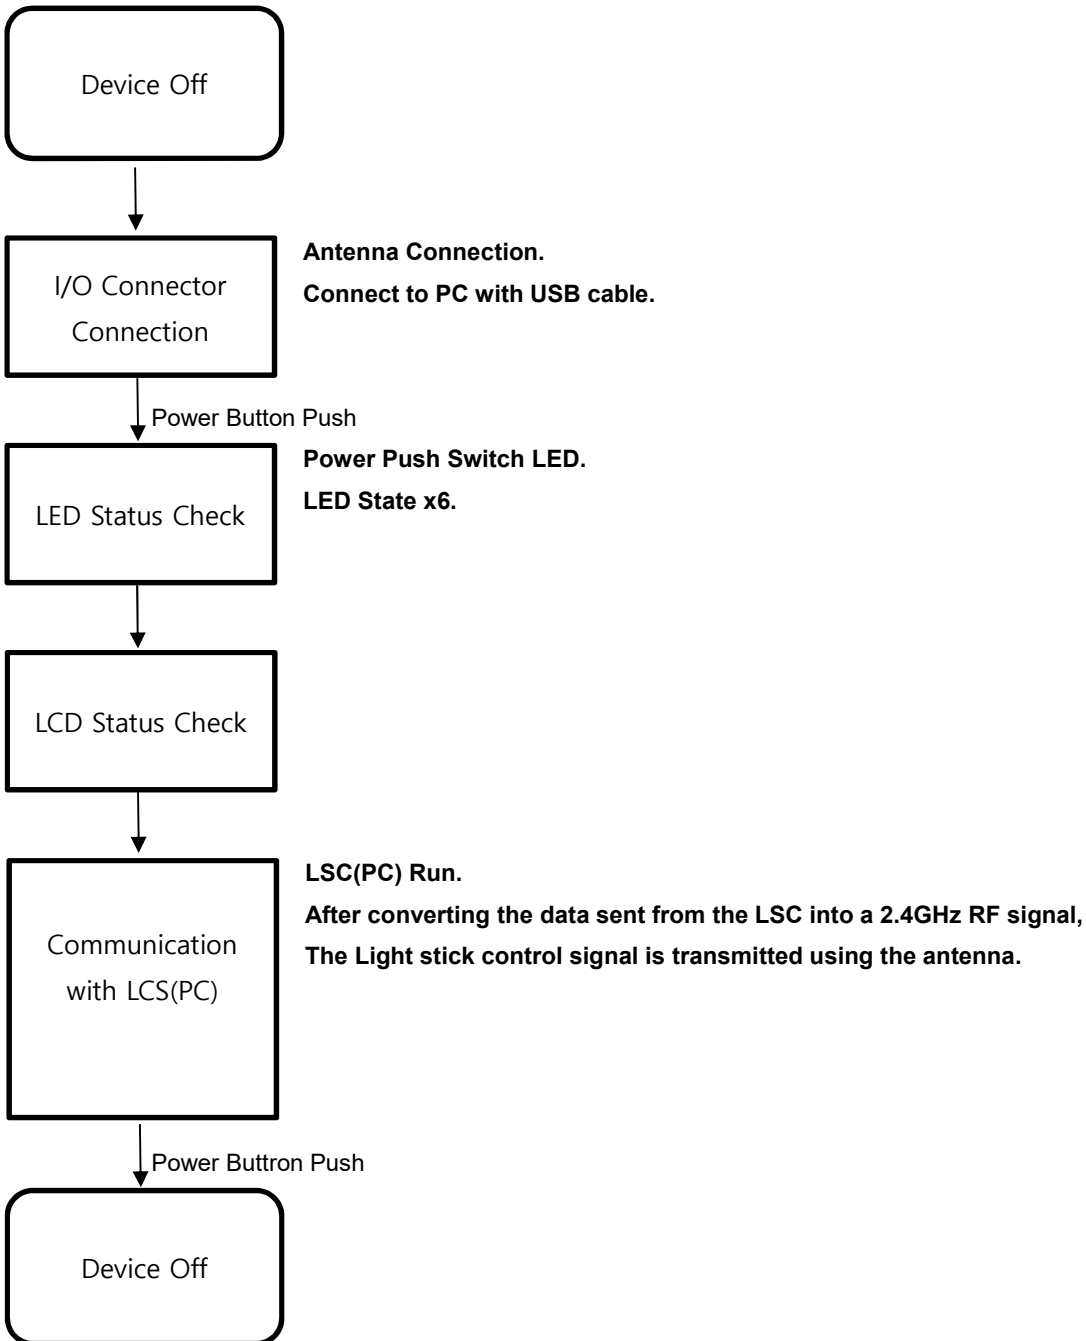 Device Off
I/O Connector
Connection
Antenna Connection.
Connect to PC with USB cable.
Power Button Push
LED Status Check
Power Push Switch LED.
LED State x6.
LCD Status Check
Communication
with LCS(PC)
LSC(PC) Run.
After converting the data sent from the LSC into a 2.4GHz RF signal,
The Light stick control signal is transmitted using the antenna.
Power Buttron Push
Device Off